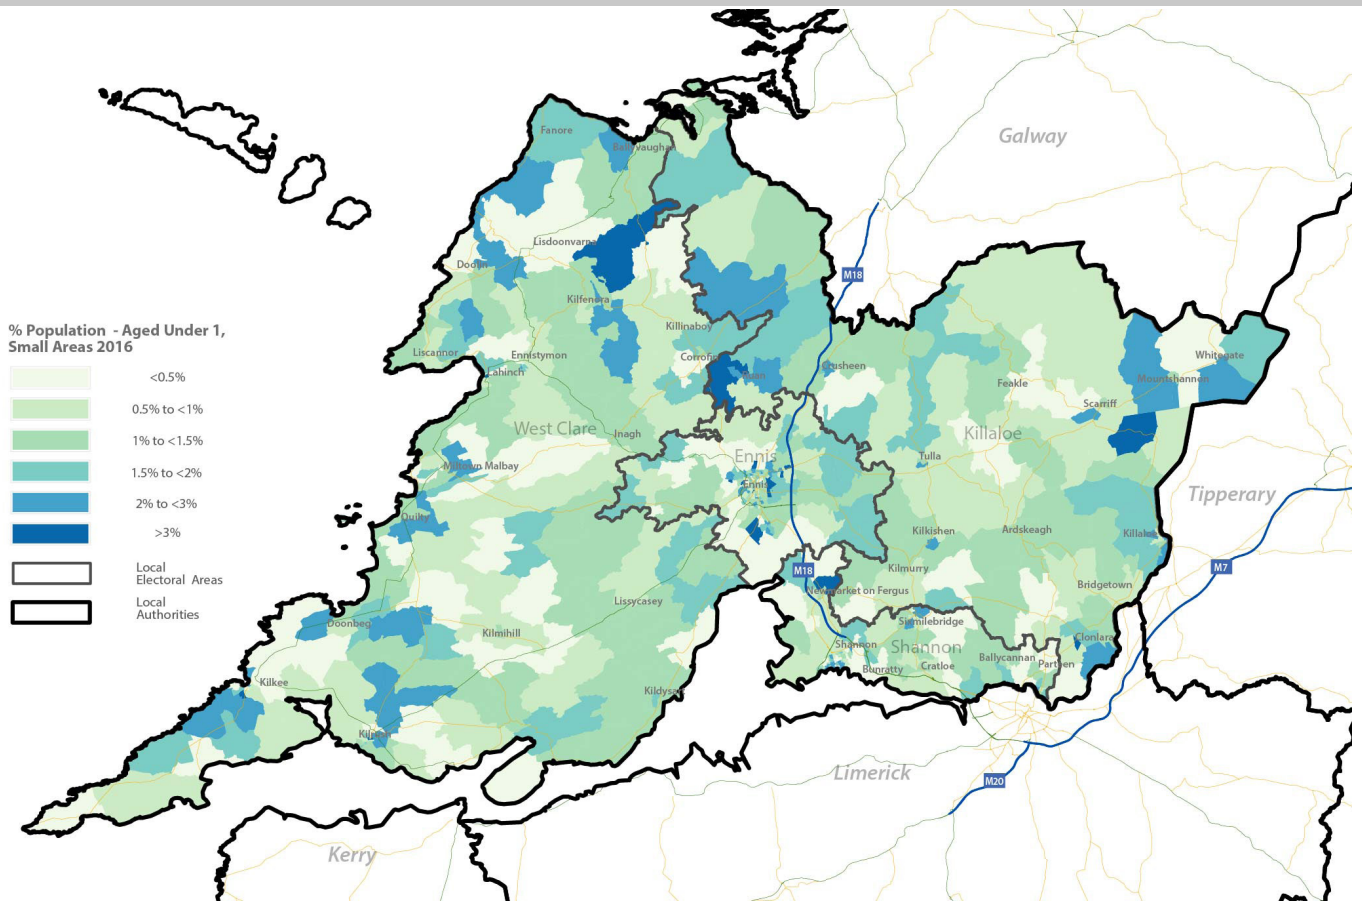 Galway
Fanore
Ballyvaughan
Lisdoonvarna
Doolin
M18
Kilfenora
% Population - Aged Under 1,
Small Areas 2016
<0.5%
0.5% to <1%
1% to <1.5%
1.5% to <2%
2% to <3%
>3%
Local
Electoral Areas
Local
Authorities
Killinaboy
Liscannor
Ennistymon
Corrofin
Lahinch
Ruan
Crusheen
Whitegate
Mountshannon
Feakle
Scarriff
West Clare
Inagh
Killaloe
Ennis
Tulla
Miltown Malbay
Ennis
Tipperary
Quilty
Kilkishen
Ardskeagh
Killaloe
M18
Kilmurry
M7
Newmarket on Fergus
Bridgetown
Lissycasey
Doonbeg
Kilmihill
Sixmilebridge
Shannon
Shannon
Clonlara
Ballycannan
Parteen
Bunratty
Cratloe
Kilkee
Kildysart
Kilrush
Limerick
M20
Kerry